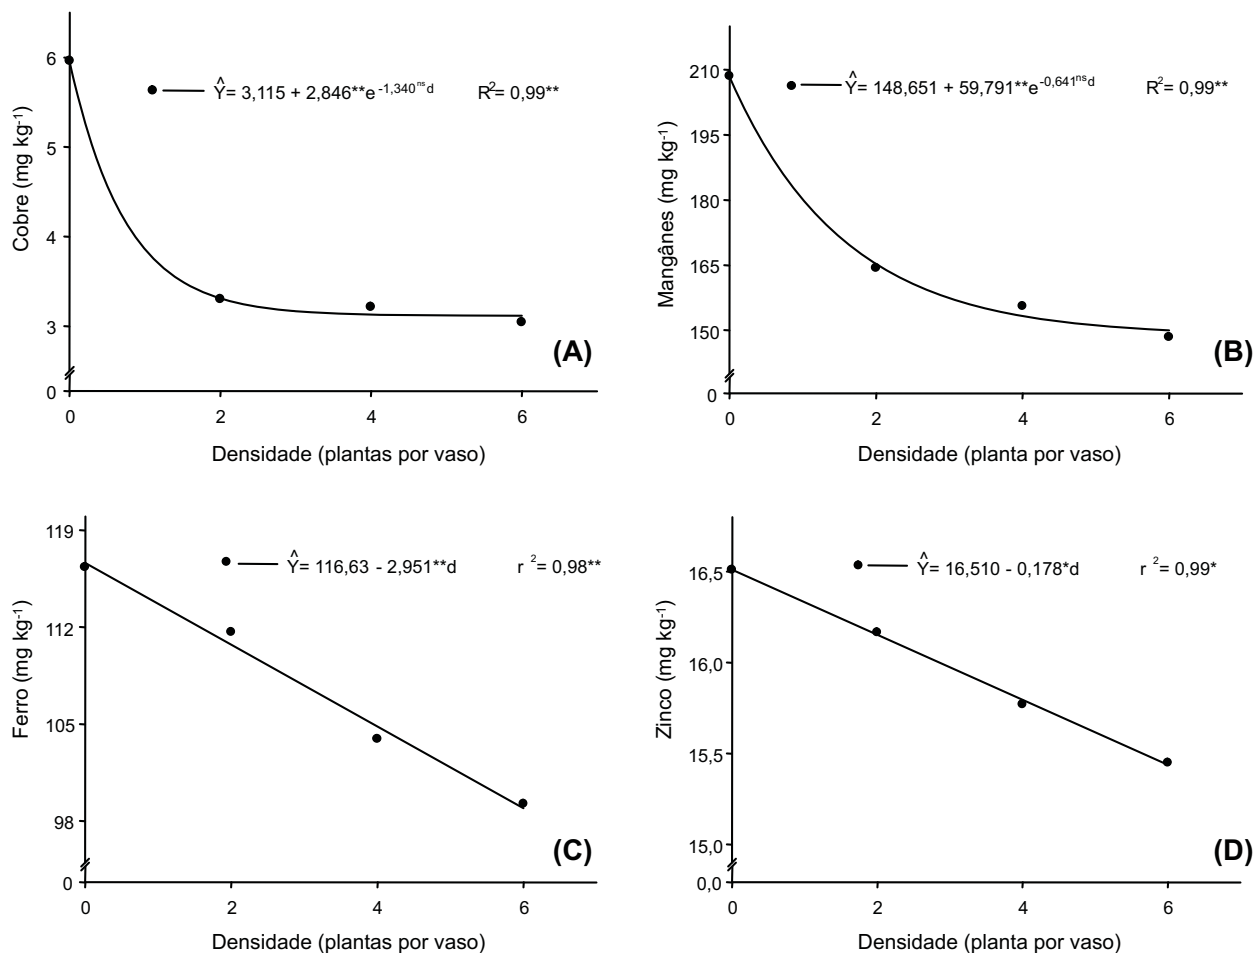 6
5
4
3
0
Cobre (mg kg⁻¹)
Ŷ= 3,115 + 2,846**e⁻¹,³⁴⁰ⁿˢd R²= 0,99**
(A)
0 2 4 6
Densidade (plantas por vaso)
210
195
180
165
150
0
Mangânes (mg kg⁻¹)
Ŷ= 148,651 + 59,791**e⁻⁰,⁶⁴¹ⁿˢd R²= 0,99**
(B)
0 2 4 6
Densidade (planta por vaso)
119
112
105
98
0
Ferro (mg kg⁻¹)
Ŷ= 116,63 - 2,951**d r²= 0,98**
(C)
0 2 4 6
Densidade (plantas por vaso)
16,5
16,0
15,5
15,0
0,0
Zinco (mg kg⁻¹)
Ŷ= 16,510 - 0,178*d r²= 0,99*
(D)
0 2 4 6
Densidade (planta por vaso)